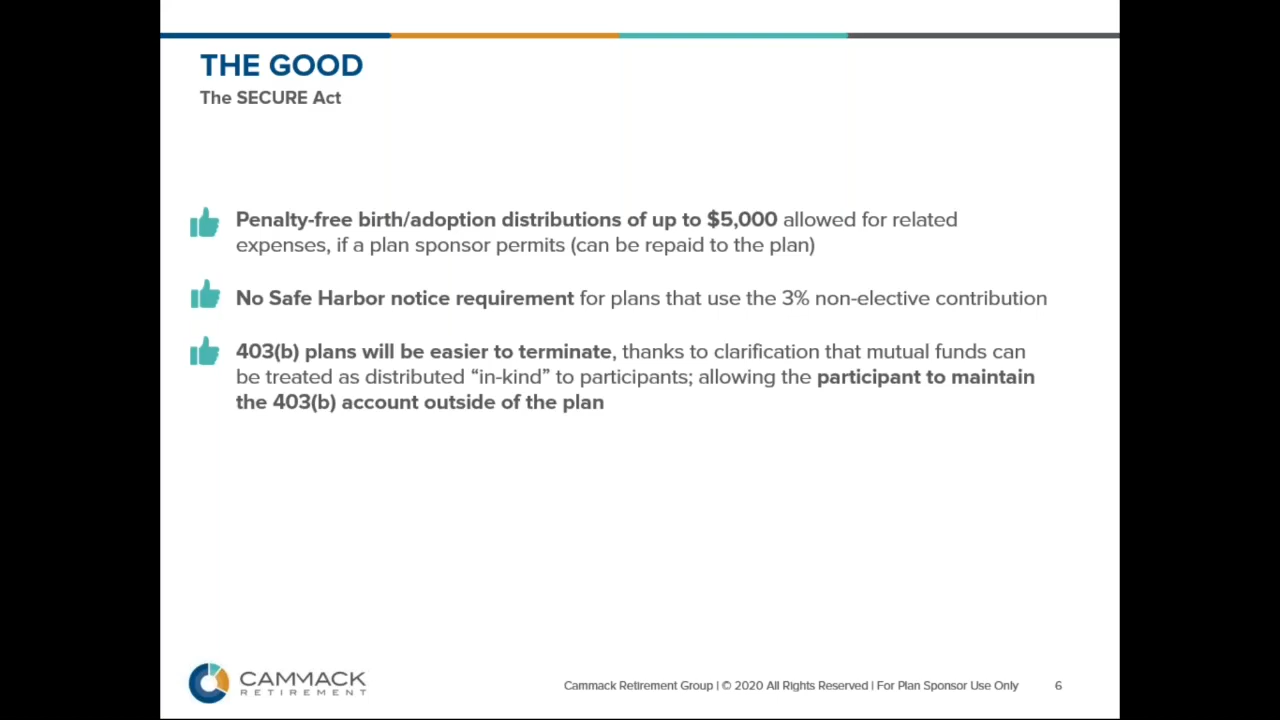 THE GOOD
The SECURE Act
Penalty-free birth/adoption distributions of up to $5,000 allowed for related
expenses, if a plan sponsor permits (can be repaid to the plan)
No Safe Harbor notice requirement for plans that use the 3% non-elective contribution
403(b) plans will be easier to terminate, thanks to clarification that mutual funds can
be treated as distributed “in-kind” to participants; allowing the participant to maintain
the 403(b) account outside of the plan
CAMMACK
RETIREMENT
Cammack Retirement Group | © 2020 All Rights Reserved | For Plan Sponsor Use Only 6